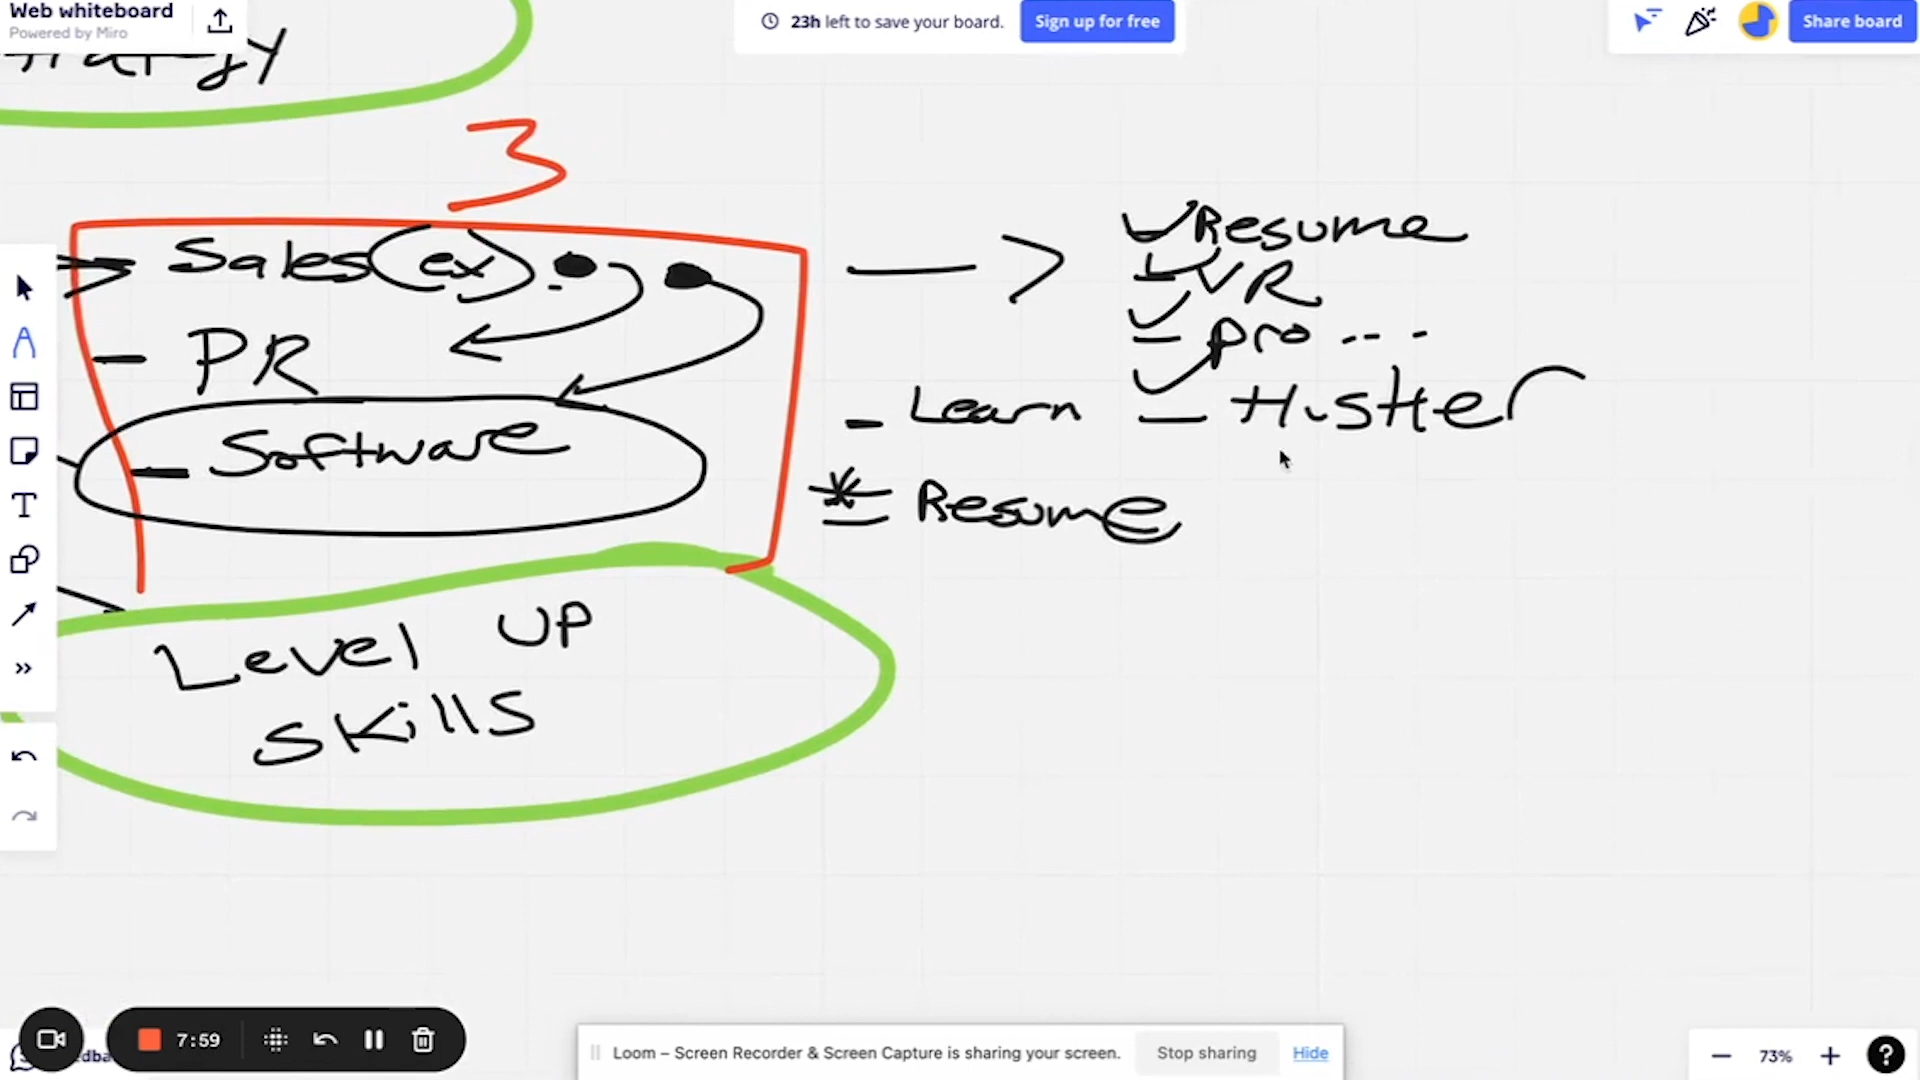 Web whiteboard
Powered by Miro
23h left to save your board.
Sign up for free
Share board
3
Sales (ex).
- PR
- Software
Level UP
Skills
Resume
- VR
- Pro ---
- Learn
- HusHer
* Resume
7:59
Loom – Screen Recorder & Screen Capture is sharing your screen.
Stop sharing
Hide
- 73% +
?